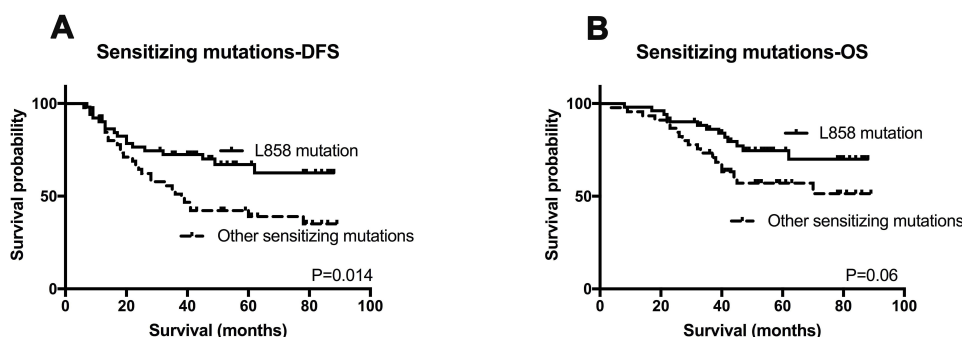 A
Sensitizing mutations-DFS
Survival probability
100
50
0
L858 mutation
Other sensitizing mutations
P=0.014
0 20 40 60 80 100
Survival (months)
B
Sensitizing mutations-OS
Survival probability
100
50
0
L858 mutation
Other sensitizing mutations
P=0.06
0 20 40 60 80 100
Survival (months)